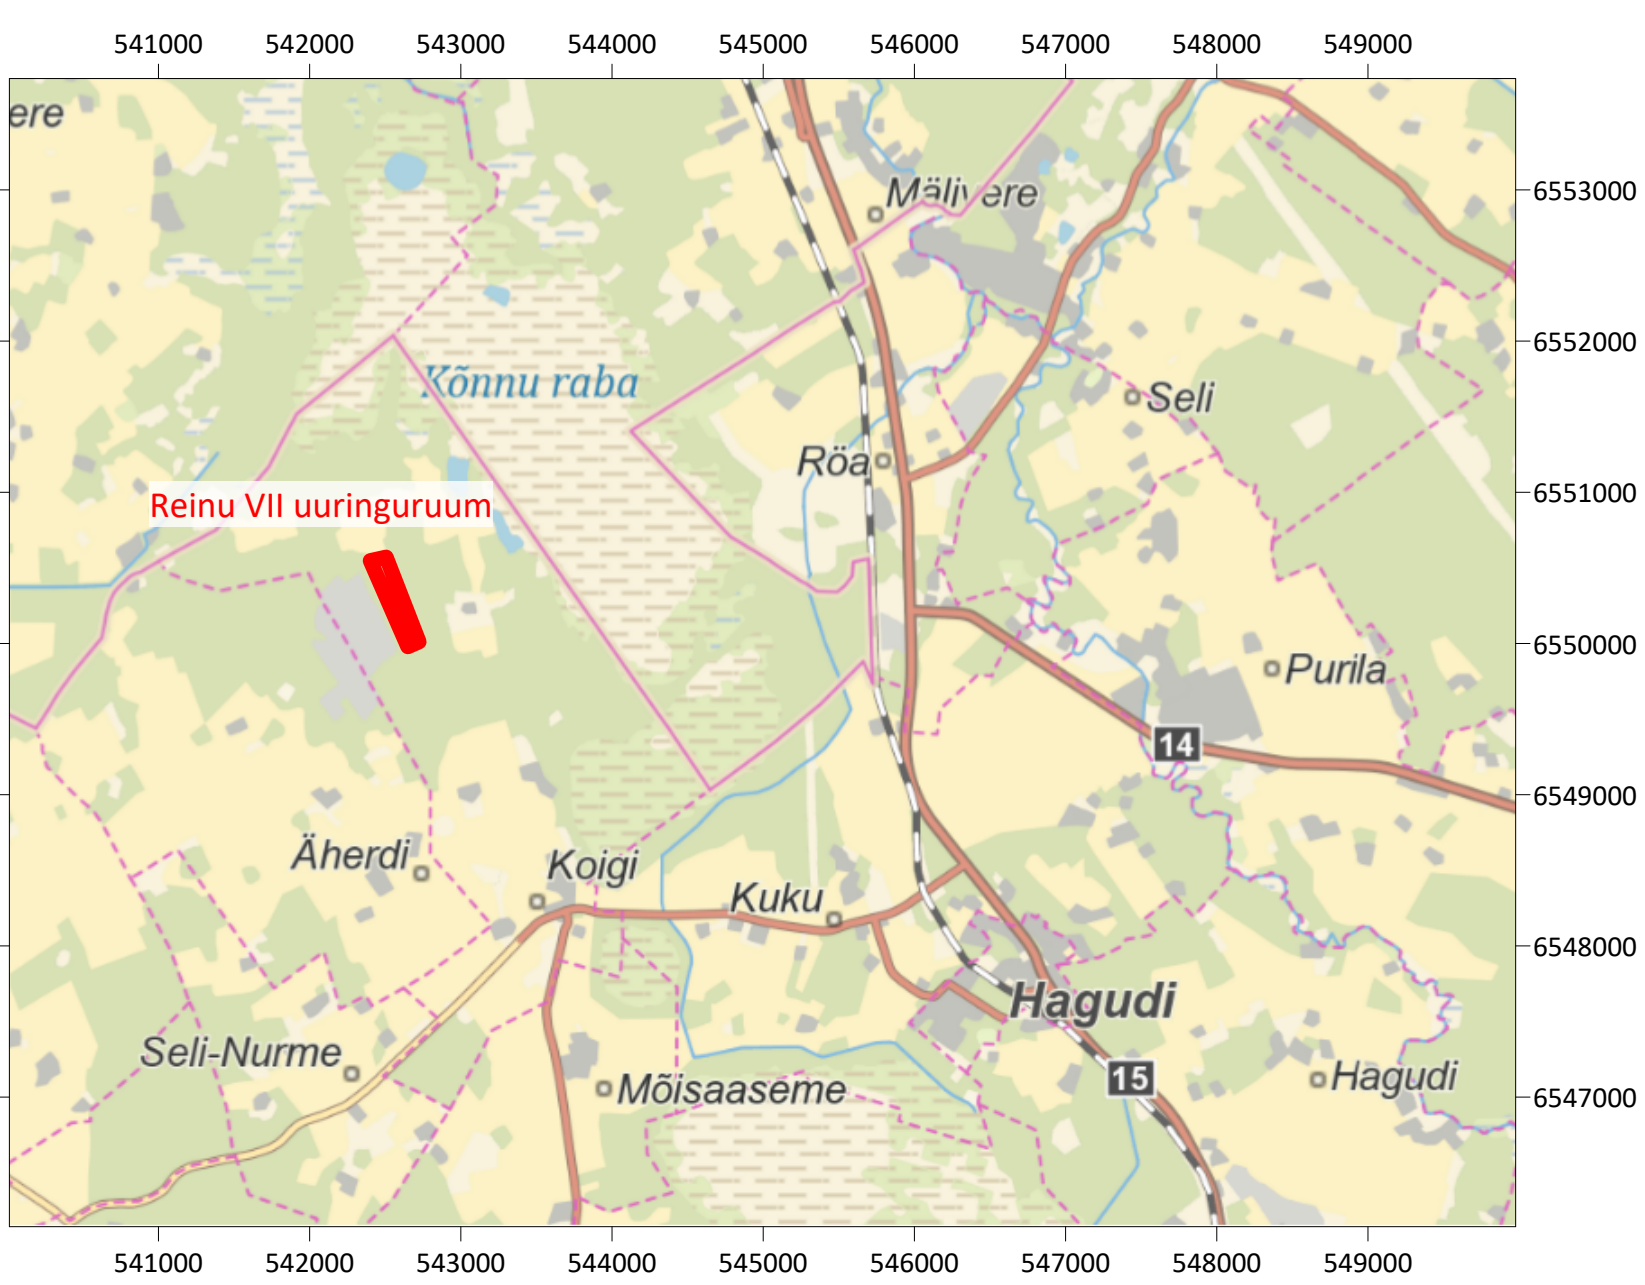 541000 542000 543000 544000 545000 546000 547000 548000 549000
ere
Mälivere
6553000
6552000
Kõnnu raba
Seli
Röa
6551000
Reinu VII uuringuruum
6550000
Purila
14
6549000
Äherdi
Koigi
Kuku
6548000
Hagudi
Seli-Nurme
15
Hagudi
Mõisaaseme
6547000
541000 542000 543000 544000 545000 546000 547000 548000 549000